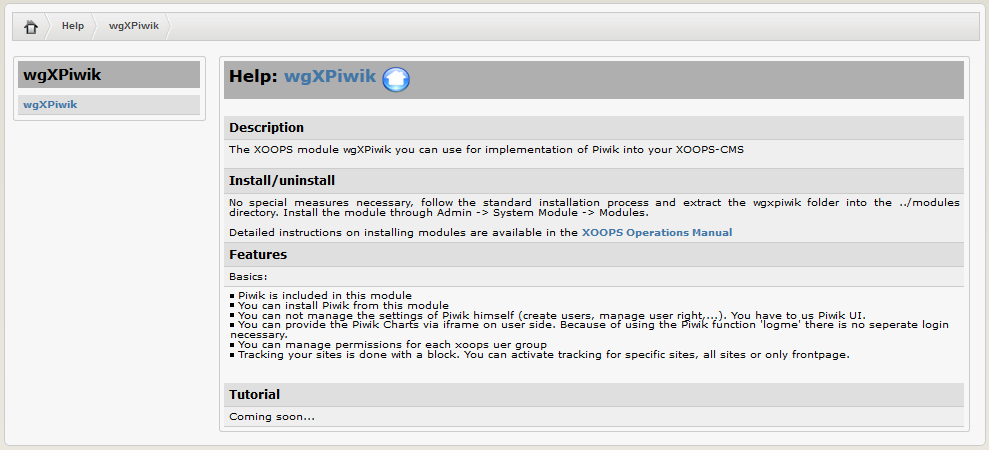 Help
wgXPiwik
wgXPiwik
wgXPiwik
Help: wgXPiwik
Description
The XOOPS module wgXPiwik you can use for implementation of Piwik into your XOOPS-CMS
Install/uninstall
No special measures necessary, follow the standard installation process and extract the wgxpiwik folder into the ../modules
directory. Install the module through Admin -> System Module -> Modules.
Detailed instructions on installing modules are available in the XOOPS Operations Manual
Features
Basics:
▪ Piwik is included in this module
▪ You can install Piwik from this module
▪ You can not manage the settings of Piwik himself (create users, manage user right,...). You have to us Piwik UI.
▪ You can provide the Piwik Charts via iframe on user side. Because of using the Piwik function 'logme' there is no seperate login
necessary.
▪ You can manage permissions for each xoops uer group
▪ Tracking your sites is done with a block. You can activate tracking for specific sites, all sites or only frontpage.
Tutorial
Coming soon...